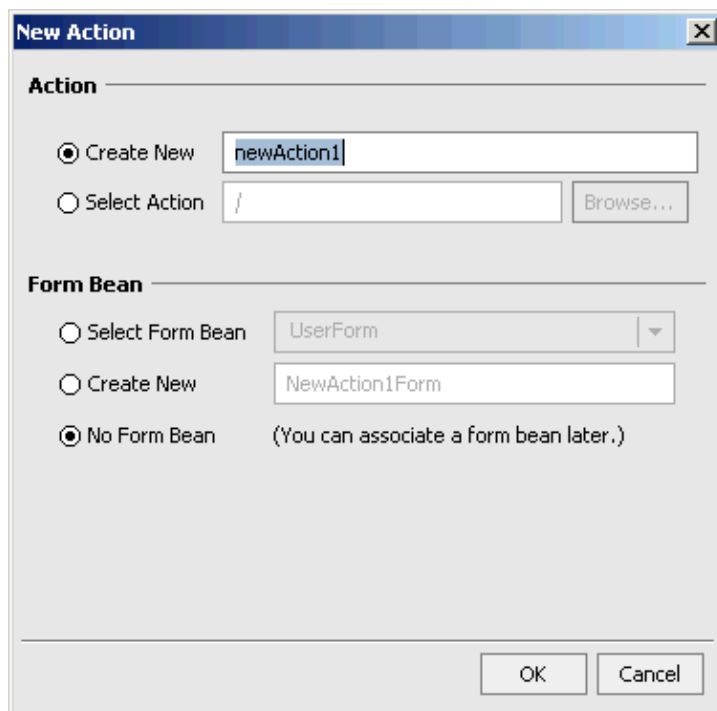 New Action
Action
Create New newAction1
Select Action / Browse...
Form Bean
Select Form Bean UserForm
Create New NewAction1Form
No Form Bean (You can associate a form bean later.)
OK Cancel